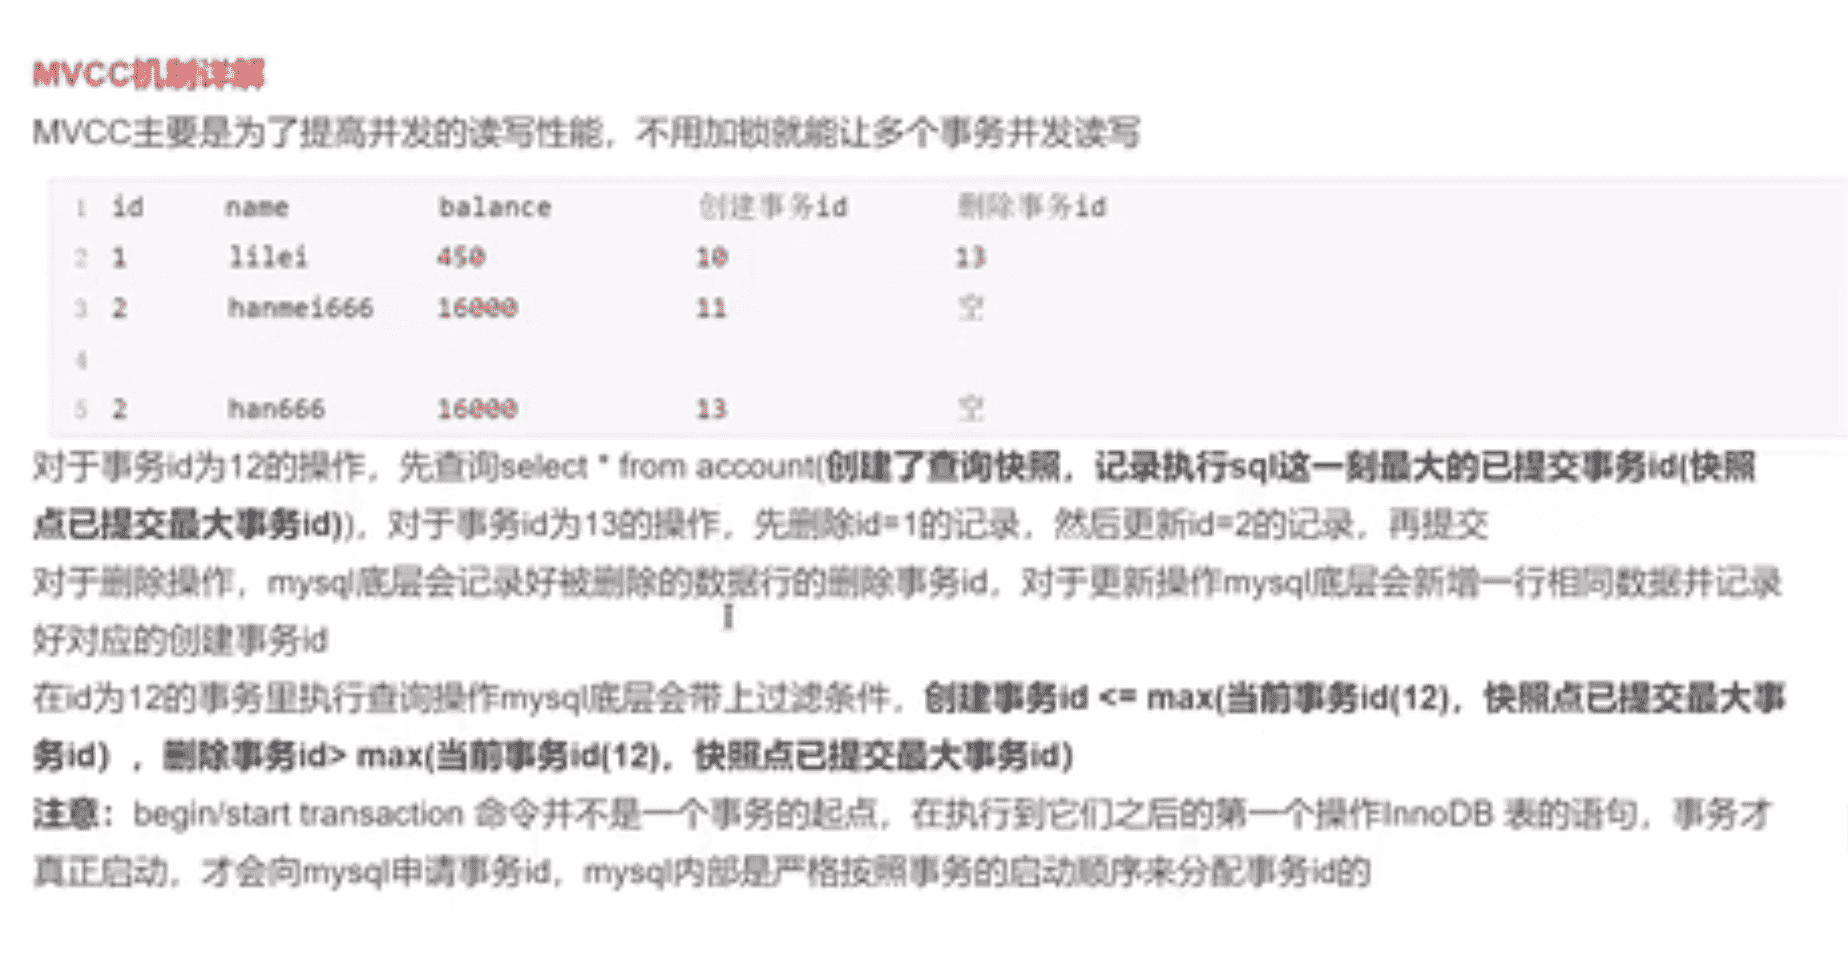 MVCC机制详解
MVCC主要是为了提高并发的读写性能，不用加锁就能让多个事务并发读写
1 id name balance 创建事务id 删除事务id
2 1 lilei 450 10 13
3 2 hanmei666 16000 11 空
4
5 2 han666 16000 13 空
对于事务id为12的操作，先查询select * from account(创建了查询快照，记录执行sql这一刻最大的已提交事务id(快照
点已提交最大事务id))，对于事务id为13的操作，先删除id=1的记录，然后更新id=2的记录，再提交
对于删除操作，mysql底层会记录好被删除的数据行的删除事务id，对于更新操作mysql底层会新增一行相同数据并记录
好对应的创建事务id
在id为12的事务里执行查询操作mysql底层会带上过滤条件，创建事务id <= max(当前事务id(12)，快照点已提交最大事
务id)，删除事务id> max(当前事务id(12)，快照点已提交最大事务id)
注意：begin/start transaction 命令并不是一个事务的起点，在执行到它们之后的第一个操作InnoDB 表的语句，事务才
真正启动，才会向mysql申请事务id，mysql内部是严格按照事务的启动顺序来分配事务id的